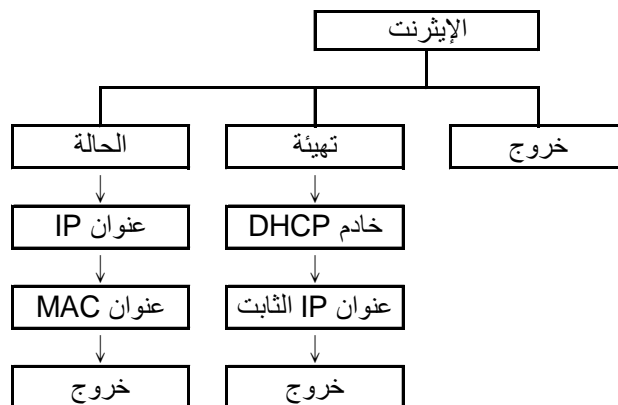 الإيثرنت
خروج
تهيئة
الحالة
خادم DHCP
عنوان IP
عنوان IP الثابت
عنوان MAC
خروج
خروج